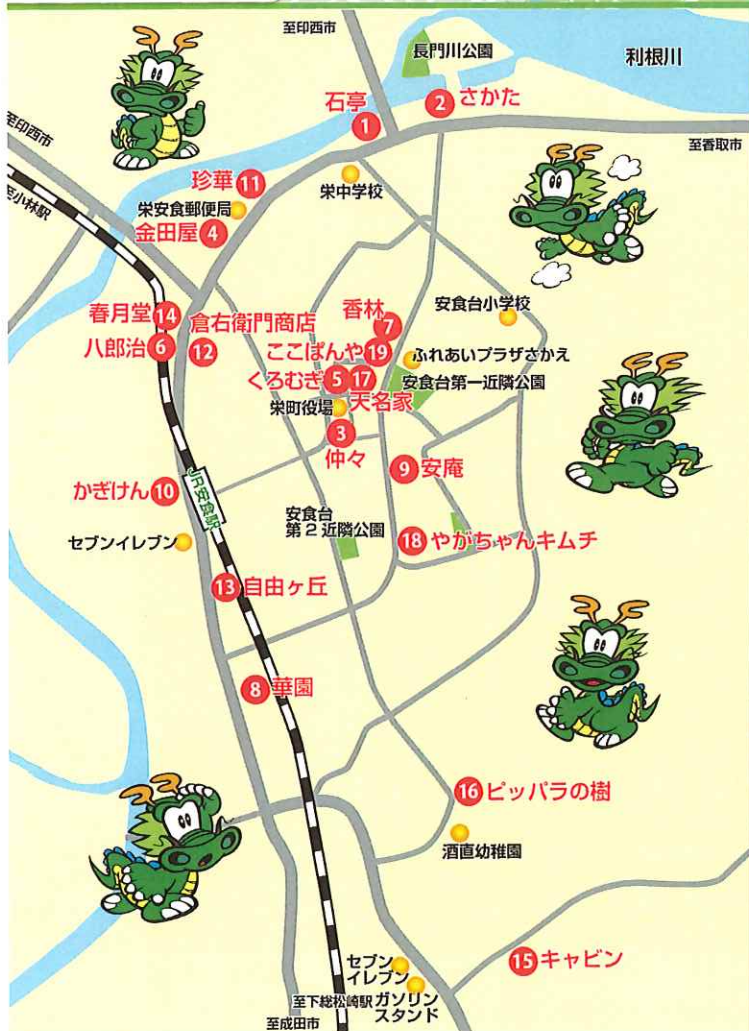 至印西市
長門川公園
利根川
石亭
1
2 さかた
至印西市
至香取市
至小林駅
珍華 11
栄中学校
栄安食郵便局
金田屋 4
春月堂 14
倉右衛門商店
12
八郎治 6
香林
7
安食台小学校
ここぱんや 19
ふれあいプラザさかえ
くろむぎ 5 17
安食台第一近隣公園
栄町役場
天名家
3
仲々
9 安庵
かぎけん 10
JR安食駅
安食台
第2近隣公園
セブンイレブン
18 やがちゃんキムチ
13 自由ヶ丘
8 華園
16 ピッパラの樹
酒直幼稚園
15 キャビン
セブン
イレブン
至下総松崎駅
ガソリン
スタンド
至成田市